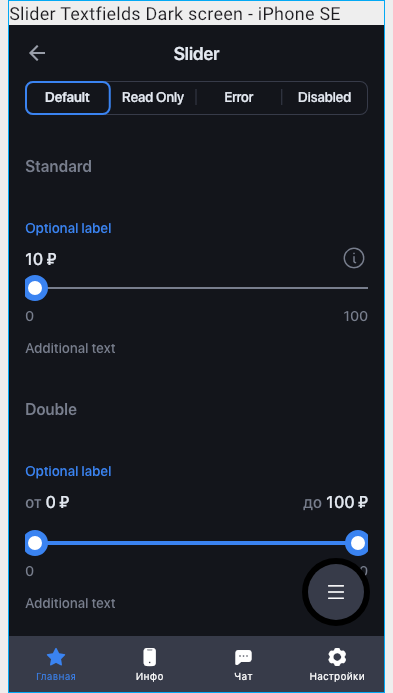 Slider Textfields Dark screen - iPhone SE
Slider
Default Read Only Error Disabled
Standard
Optional label
10 ₽
0 100
Additional text
Double
Optional label
от 0 ₽ до 100 ₽
0 0
Additional text
Главная Инфо Чат Настройки